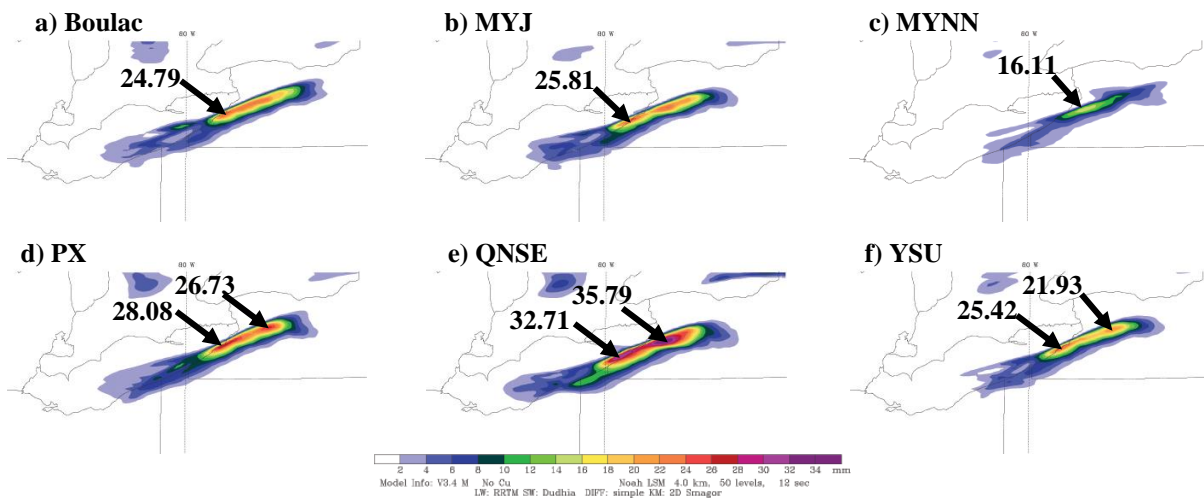 a) Boulac
b) MYJ
c) MYNN
80 W
80 W
80 W
24.79
25.81
16.11
d) PX
e) QNSE
f) YSU
80 W
80 W
80 W
26.73
28.08
35.79
32.71
21.93
25.42
2 4 6 8 10 12 14 16 18 20 22 24 26 28 30 32 34 mm
Model Info: V3.4 M No Cu Noah LSM 4.0 km, 50 levels, 12 sec
LW: RRTM SW: Dudhia DIFF: simple KM: 2D Smagor